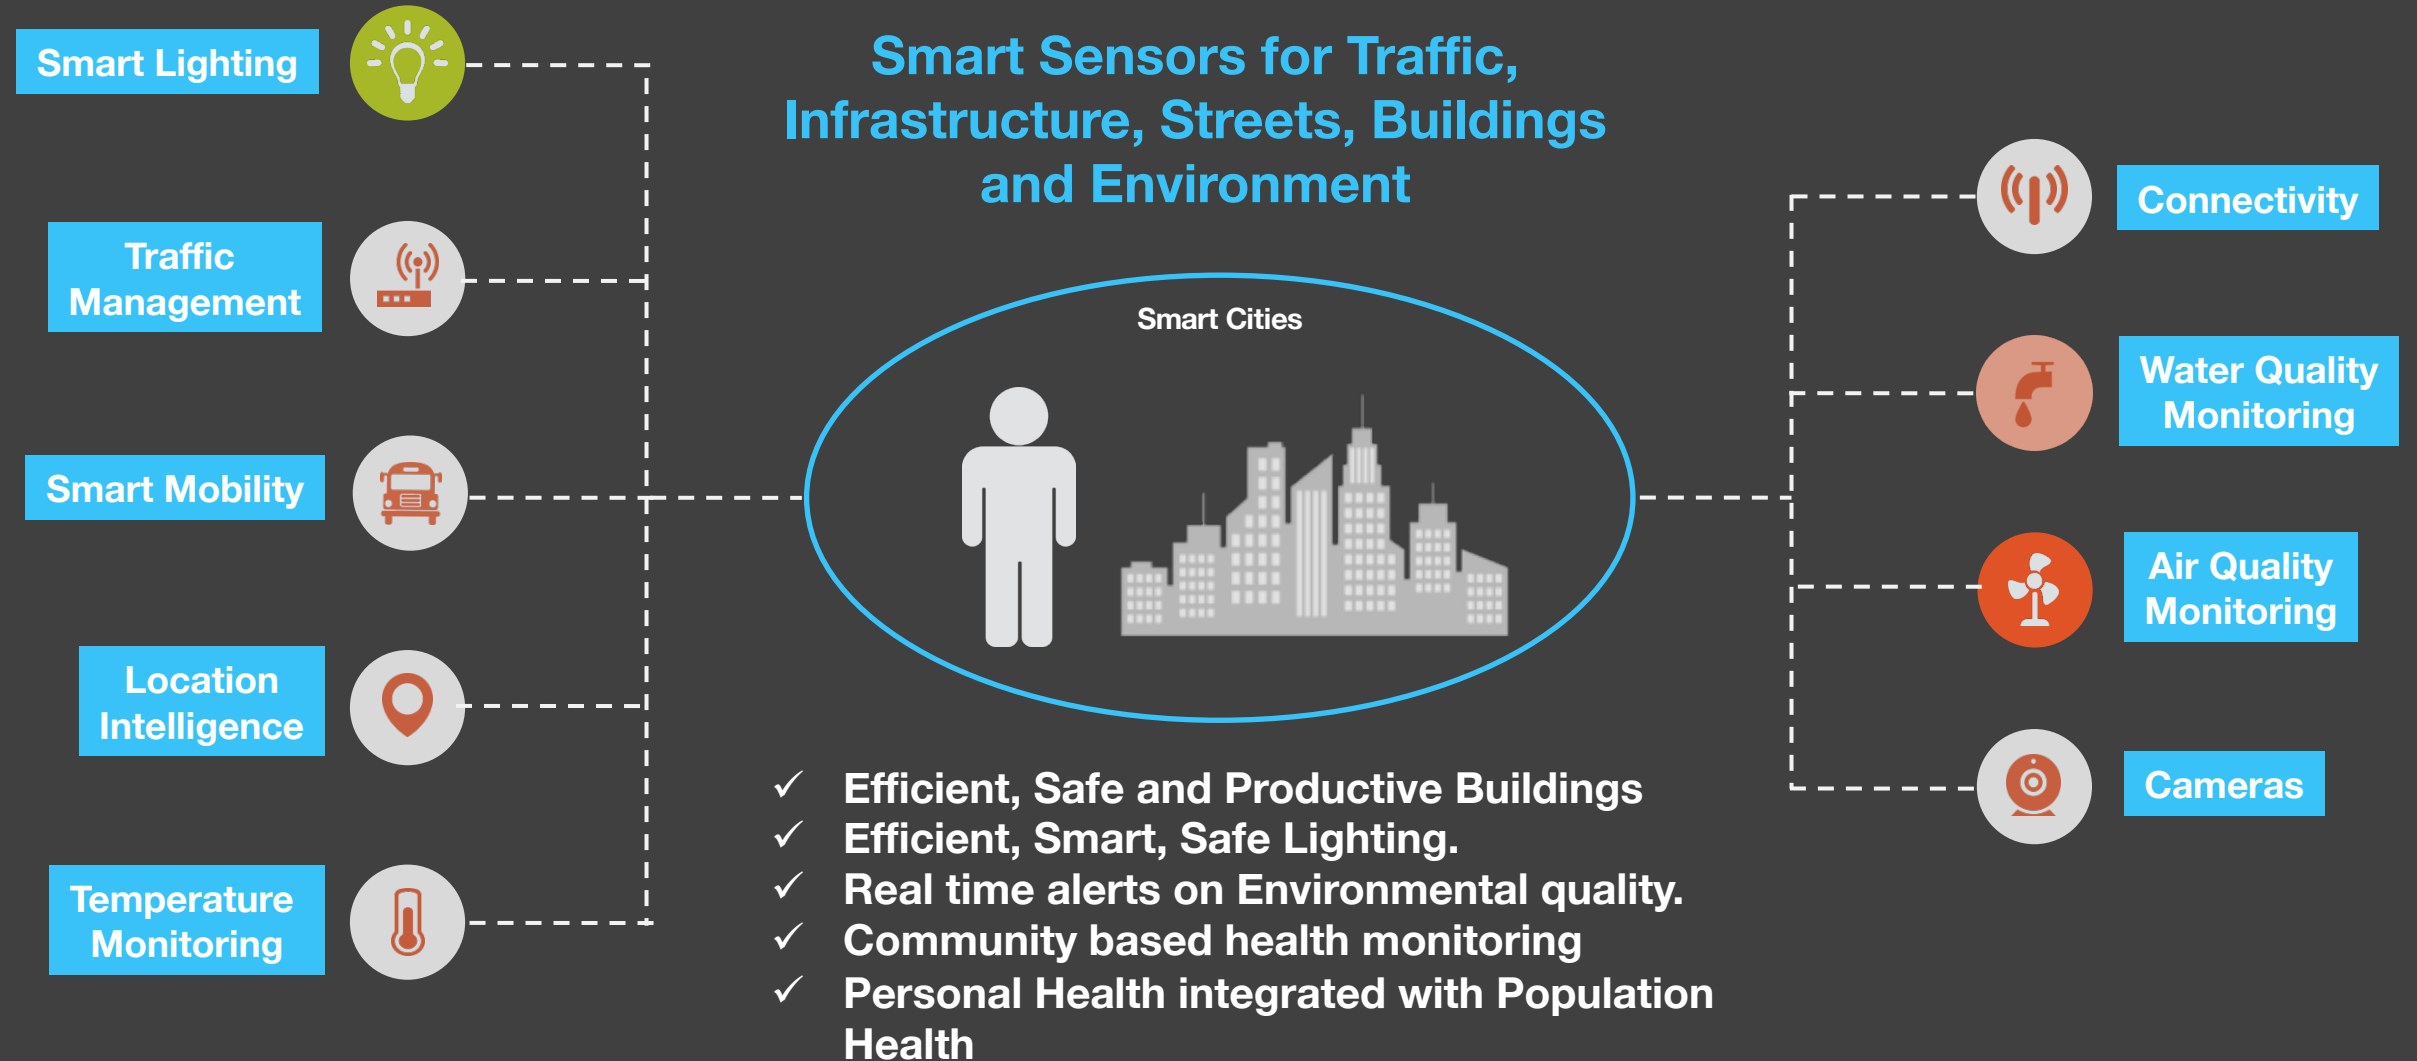 Smart Lighting
Traffic
Management
Smart Mobility
Location
Intelligence
Temperature
Monitoring
Smart Sensors for Traffic,
Infrastructure, Streets, Buildings
and Environment
Smart Cities
✓ Efficient, Safe and Productive Buildings
✓ Efficient, Smart, Safe Lighting.
✓ Real time alerts on Environmental quality.
✓ Community based health monitoring
✓ Personal Health integrated with Population
Health
Connectivity
Water Quality
Monitoring
Air Quality
Monitoring
Cameras